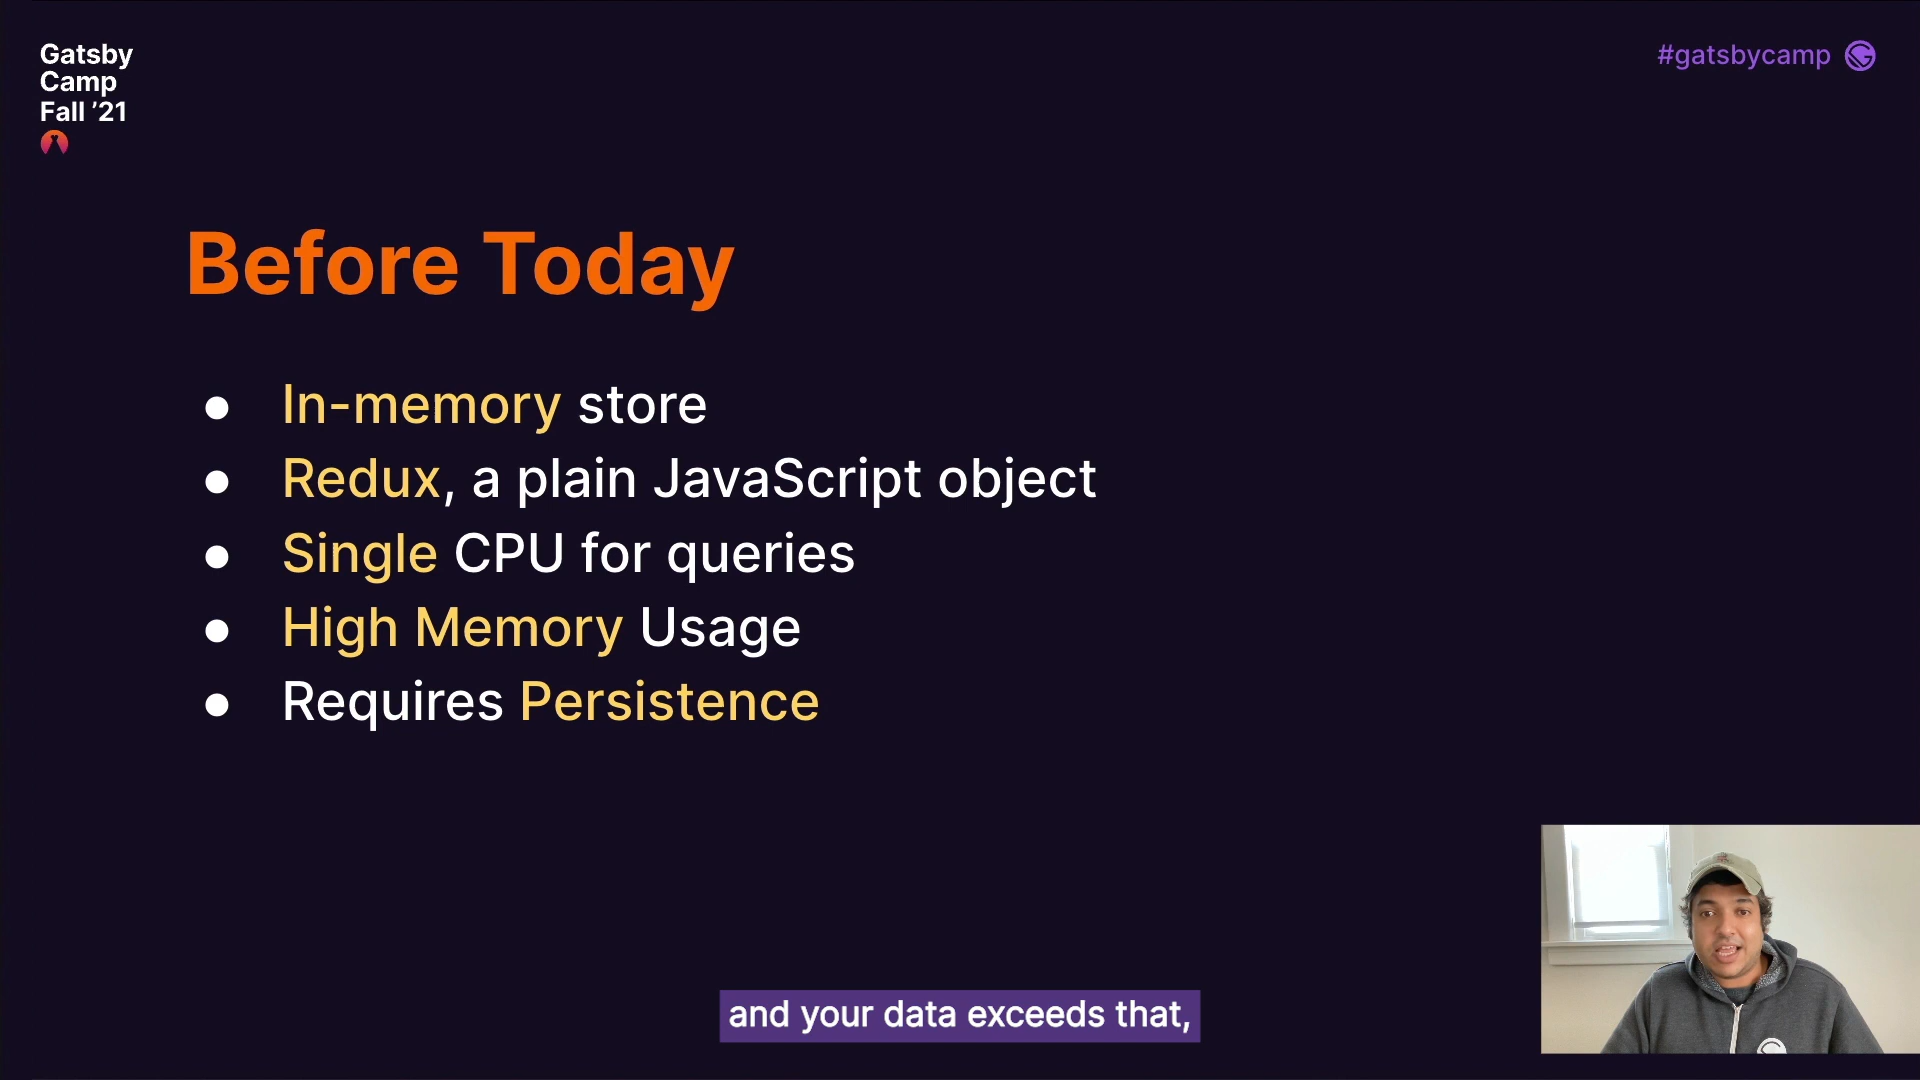 Gatsby
Camp
Fall ’21
#gatsbycamp
Before Today
● In-memory store
● Redux, a plain JavaScript object
● Single CPU for queries
● High Memory Usage
● Requires Persistence
and your data exceeds that,